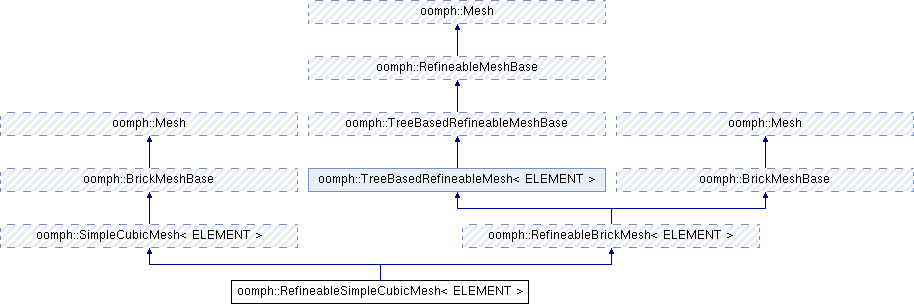 oomph::Mesh
oomph::RefineableMeshBase
oomph::Mesh oomph::TreeBasedRefineableMeshBase oomph::Mesh
oomph::BrickMeshBase oomph::TreeBasedRefineableMesh< ELEMENT > oomph::BrickMeshBase
oomph::SimpleCubicMesh< ELEMENT > oomph::RefineableBrickMesh< ELEMENT >
oomph::RefineableSimpleCubicMesh< ELEMENT >